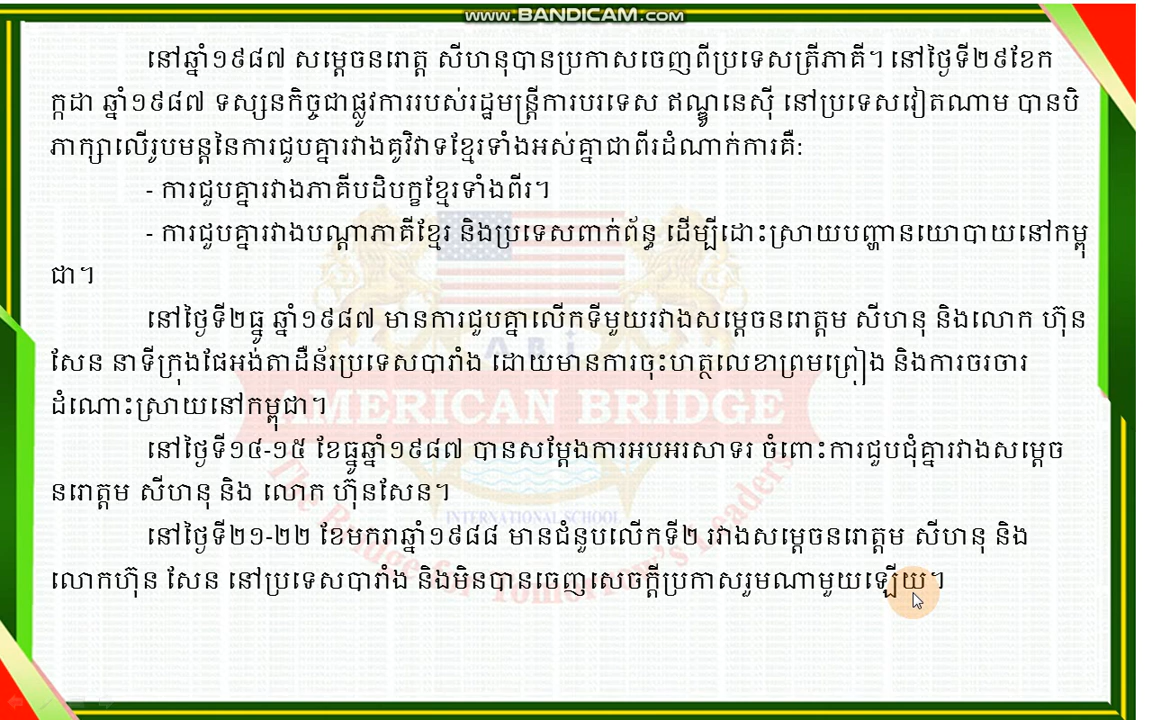 www.BANDICAM.com
នៅឆ្នាំ១៩៨៧ សម្តេចនរោត្ត សីហនុបានប្រកាសចេញពីប្រទេសត្រីភាគី។ នៅថ្ងៃទី២៩ខែក
ក្កដា ឆ្នាំ១៩៨៧ ទស្សនកិច្ចជាផ្លូវការរបស់រដ្ឋមន្ត្រីការបរទេស ឥណ្ឌូនេស៊ី នៅប្រទេសវៀតណាម បានបិ
ភាក្សាលើរូបមន្តនៃការជួបគ្នារវាងគូវិវាទខ្មែរទាំងអស់គ្នាជាពីរដំណាក់ការគឺ:
- ការជួបគ្នារវាងភាគីបដិបក្ខខ្មែរទាំងពីរ។
- ការជួបគ្នារវាងបណ្តាភាគីខ្មែរ និងប្រទេសពាក់ព័ន្ធ ដើម្បីដោះស្រាយបញ្ហានយោបាយនៅកម្ពុ
ជា។
នៅថ្ងៃទី២ធ្នូ ឆ្នាំ១៩៨៧ មានការជួបគ្នាលើកទីមួយរវាងសម្តេចនរោត្តម សីហនុ និងលោក ហ៊ុន
សែន នាទីក្រុងផែអង់តាដឺន័រប្រទេសបារាំង ដោយមានការចុះហត្ថលេខាព្រមព្រៀង និងការចរចារ
ដំណោះស្រាយនៅកម្ពុជា។
AMERICAN BRIDGE
នៅថ្ងៃទី១៤-១៥ ខែធ្នូឆ្នាំ១៩៨៧ បានសម្តែងការអបអរសាទរ ចំពោះការជួបជុំគ្នារវាងសម្តេច
នរោត្តម សីហនុ និង លោក ហ៊ុនសែន។
INTERNATIONAL SCHOOL
The Bridge for Tomorrow's Leaders
នៅថ្ងៃទី២១-២២ ខែមករាឆ្នាំ១៩៨៨ មានជំនួបលើកទី២ រវាងសម្តេចនរោត្តម សីហនុ និង
លោកហ៊ុន សែន នៅប្រទេសបារាំង និងមិនបានចេញសេចក្តីប្រកាសរួមណាមួយឡើយ។